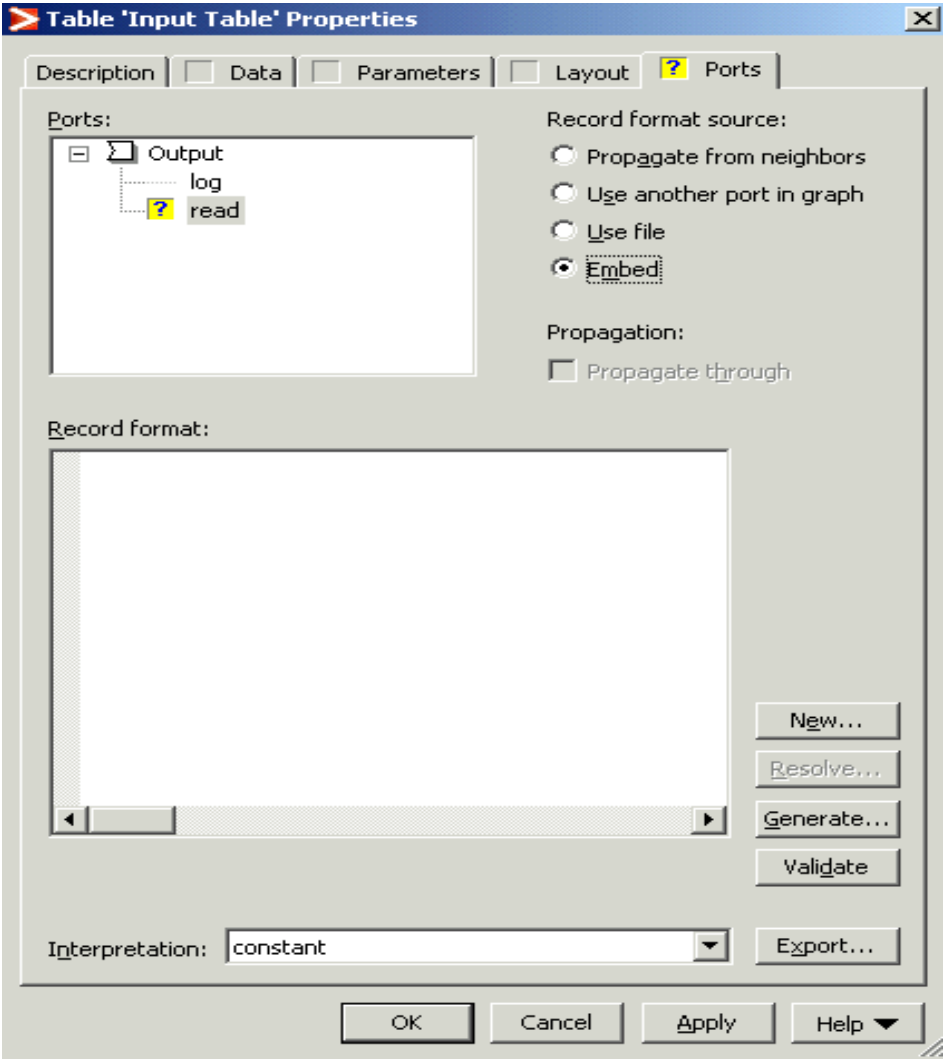 Table 'Input Table' Properties
Description Data Parameters Layout ? Ports
Ports:
Output
log
? read
Record format source:
Propagate from neighbors
Use another port in graph
Use file
Embed
Propagation:
Propagate through
Record format:
New...
Resolve...
Generate...
Validate
Interpretation: constant
Export...
OK Cancel Apply Help